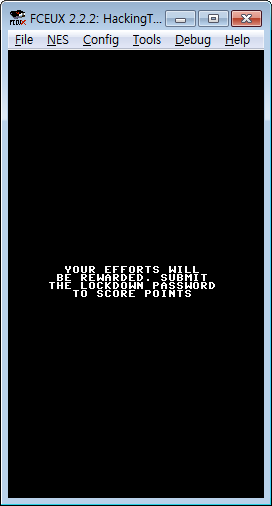 FCEUX 2.2.2: HackingT...
File NES Config Tools Debug Help
YOUR EFFORTS WILL
BE REWARDED. SUBMIT
THE LOCKDOWN PASSWORD
TO SCORE POINTS